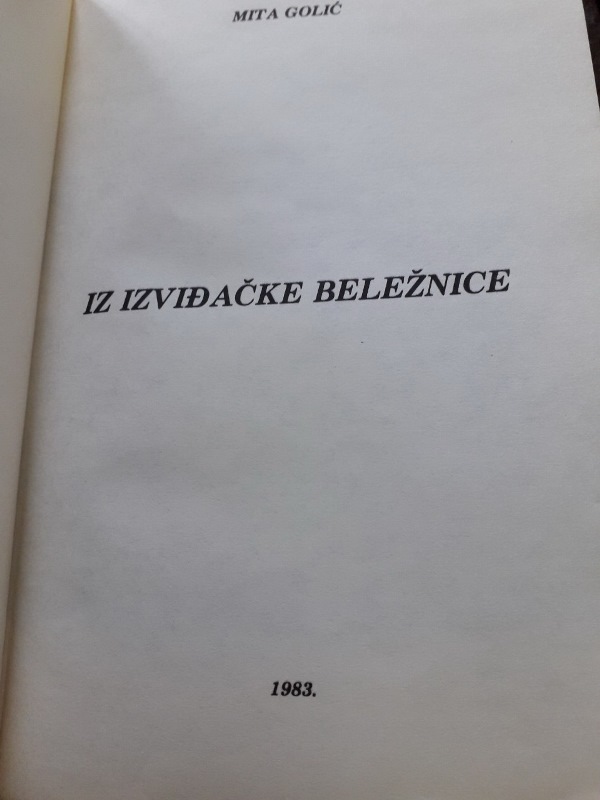 MITA GOLIĆ
IZ IZVIĐAČKE BELEŽNICE
1983.